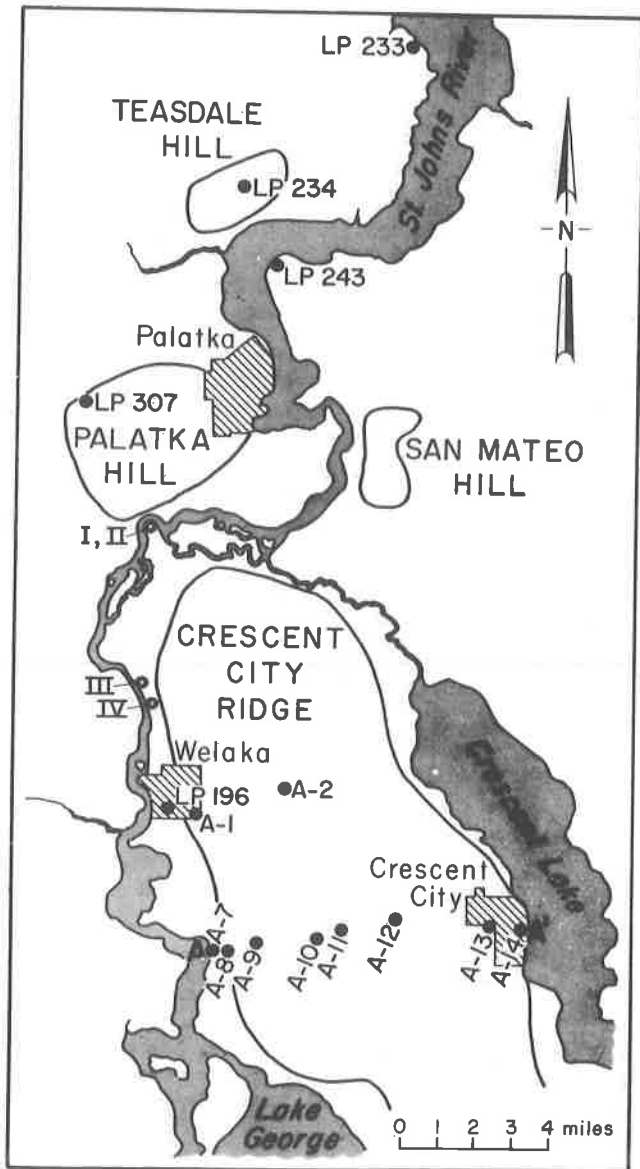 LP 233
St. Johns River
TEASDALE
HILL
LP 234
-N-
LP 243
Palatka
LP 307
PALATKA
HILL
SAN MATEO
HILL
I, II
CRESCENT
CITY
RIDGE
III
IV
Welaka
LP 196
A-1
A-2
Crescent Lake
Crescent
City
A-7
A-8
A-9
A-10
A-11
A-12
A-13
A-14
A
A'
Lake
George
0 1 2 3 4 miles